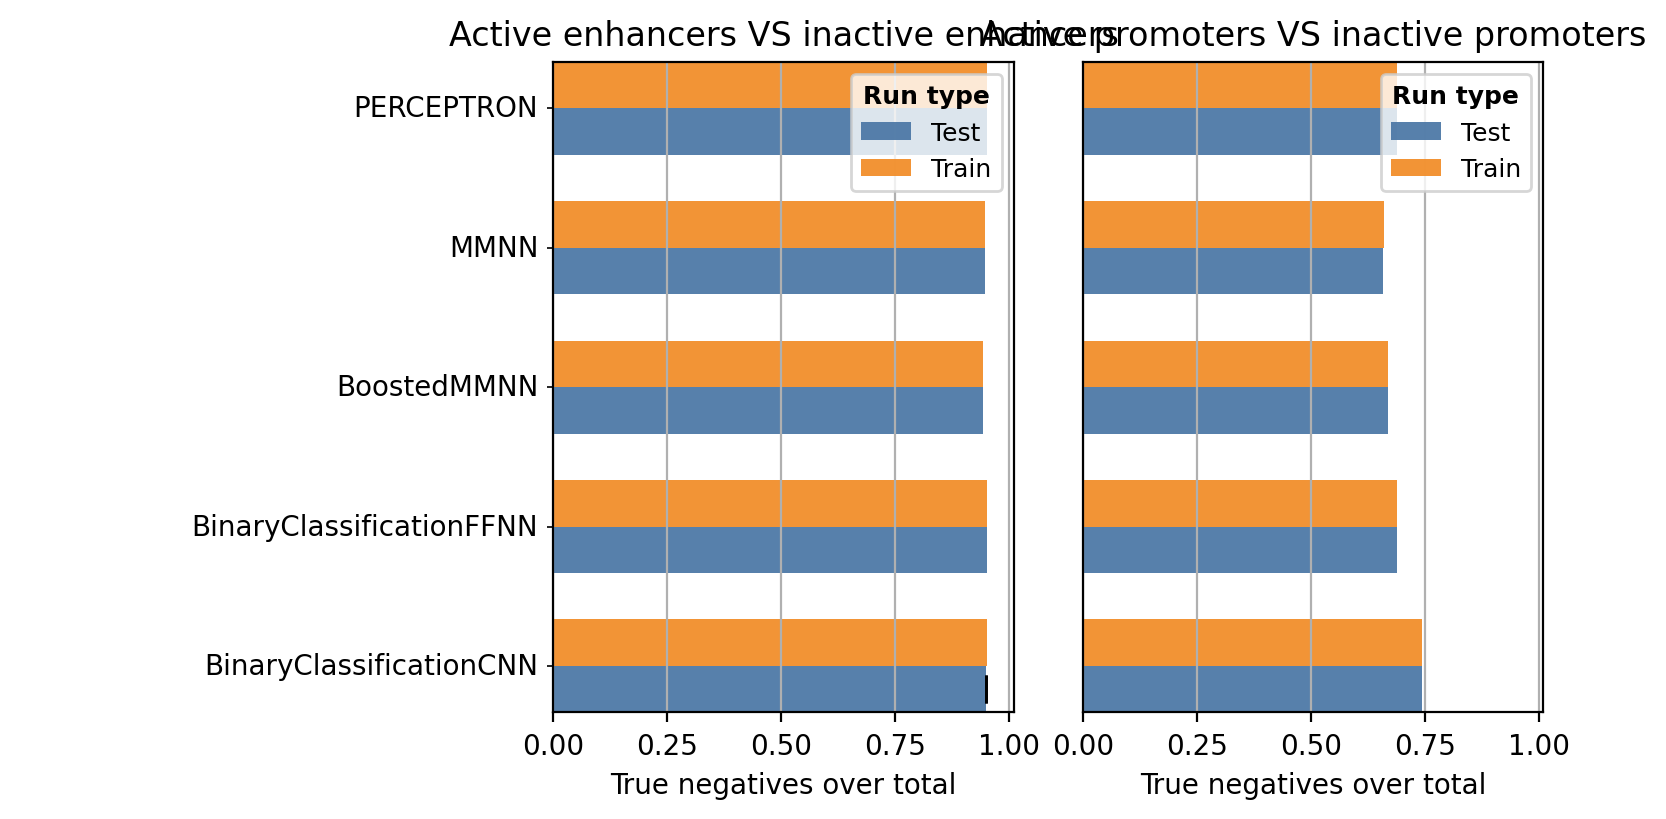 Active enhancers VS inactive enhancers
Active promoters VS inactive promoters
PERCEPTRON
MMNN
BoostedMMNN
BinaryClassificationFFNN
BinaryClassificationCNN
Run type
Test
Train
Run type
Test
Train
0.00 0.25 0.50 0.75 1.00
0.00 0.25 0.50 0.75 1.00
True negatives over total
True negatives over total